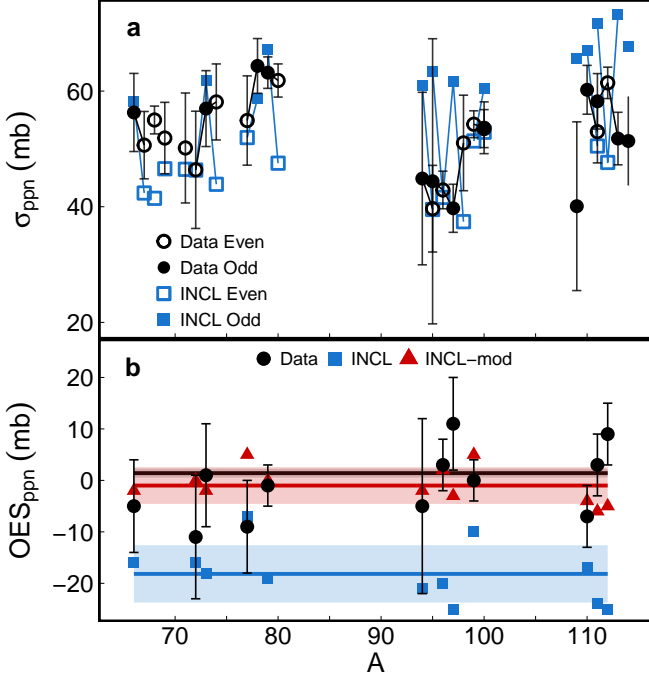 a
60
40
20
σppn (mb)
Data Even
Data Odd
INCL Even
INCL Odd
b
Data INCL INCL−mod
20
10
0
−10
−20
OESppn (mb)
70 80 90 100 110
A